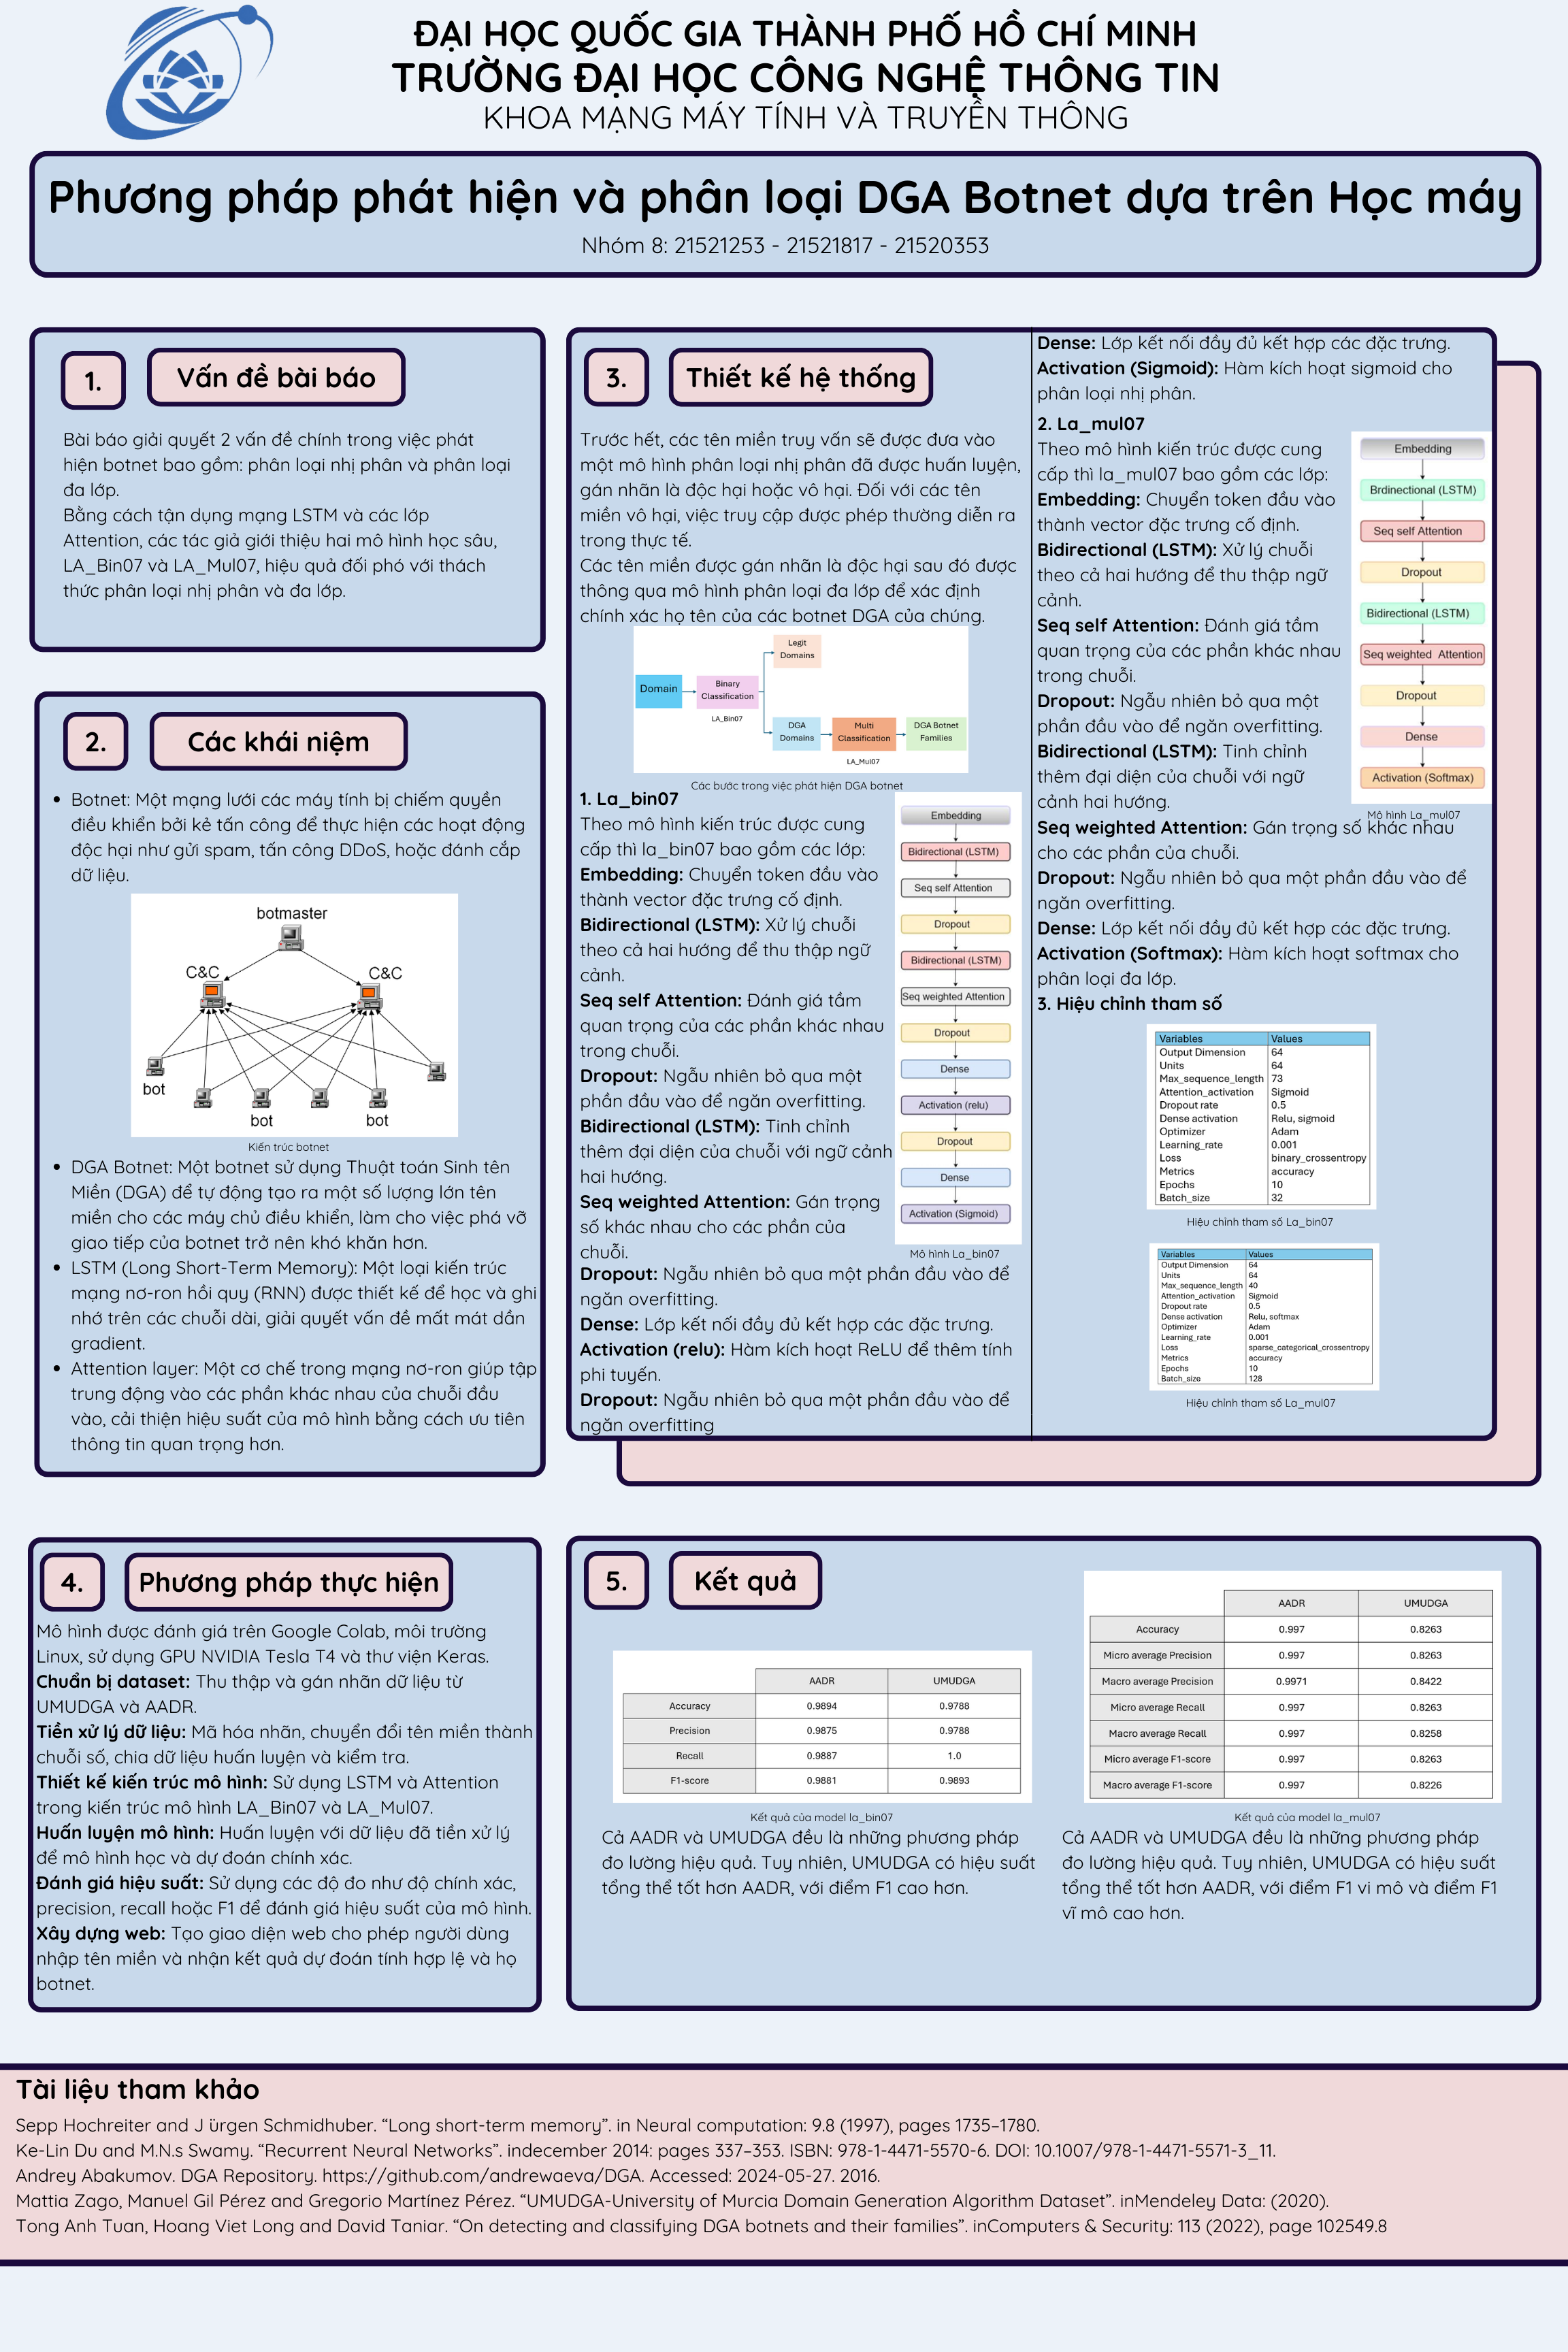 ĐẠI HỌC QUỐC GIA THÀNH PHỐ HỒ CHÍ MINH
TRƯỜNG ĐẠI HỌC CÔNG NGHỆ THÔNG TIN
KHOA MẠNG MÁY TÍNH VÀ TRUYỀN THÔNG
Phương pháp phát hiện và phân loại DGA Botnet dựa trên Học máy
Nhóm 8: 21521253 - 21521817 - 21520353
1. Vấn đề bài báo
Bài báo giải quyết 2 vấn đề chính trong việc phát
hiện botnet bao gồm: phân loại nhị phân và phân loại
đa lớp.
Bằng cách tận dụng mạng LSTM và các lớp
Attention, các tác giả giới thiệu hai mô hình học sâu,
LA_Bin07 và LA_Mul07, hiệu quả đối phó với thách
thức phân loại nhị phân và đa lớp.
2. Các khái niệm
• Botnet: Một mạng lưới các máy tính bị chiếm quyền
điều khiển bởi kẻ tấn công để thực hiện các hoạt động
độc hại như gửi spam, tấn công DDoS, hoặc đánh cắp
dữ liệu.
botmaster
C&C C&C
bot
bot bot
Kiến trúc botnet
• DGA Botnet: Một botnet sử dụng Thuật toán Sinh tên
Miền (DGA) để tự động tạo ra một số lượng lớn tên
miền cho các máy chủ điều khiển, làm cho việc phá vỡ
giao tiếp của botnet trở nên khó khăn hơn.
• LSTM (Long Short-Term Memory): Một loại kiến trúc
mạng nơ-ron hồi quy (RNN) được thiết kế để học và ghi
nhớ trên các chuỗi dài, giải quyết vấn đề mất mát dần
gradient.
• Attention layer: Một cơ chế trong mạng nơ-ron giúp tập
trung động vào các phần khác nhau của chuỗi đầu
vào, cải thiện hiệu suất của mô hình bằng cách ưu tiên
thông tin quan trọng hơn.
3. Thiết kế hệ thống
Trước hết, các tên miền truy vấn sẽ được đưa vào
một mô hình phân loại nhị phân đã được huấn luyện,
gán nhãn là độc hại hoặc vô hại. Đối với các tên
miền vô hại, việc truy cập được phép thường diễn ra
trong thực tế.
Các tên miền được gán nhãn là độc hại sau đó được
thông qua mô hình phân loại đa lớp để xác định
chính xác họ tên của các botnet DGA của chúng.
Legit
Domains
Domain
Binary
Classification
LA_Bin07
DGA
Domains
Multi
Classification
DGA Botnet
Families
LA_Mul07
Các bước trong việc phát hiện DGA botnet
1. La_bin07
Theo mô hình kiến trúc được cung
cấp thì la_bin07 bao gồm các lớp:
Embedding: Chuyển token đầu vào
thành vector đặc trưng cố định.
Bidirectional (LSTM): Xử lý chuỗi
theo cả hai hướng để thu thập ngữ
cảnh.
Seq self Attention: Đánh giá tầm
quan trọng của các phần khác nhau
trong chuỗi.
Dropout: Ngẫu nhiên bỏ qua một
phần đầu vào để ngăn overfitting.
Bidirectional (LSTM): Tinh chỉnh
thêm đại diện của chuỗi với ngữ cảnh
hai hướng.
Seq weighted Attention: Gán trọng
số khác nhau cho các phần của
chuỗi.
Dropout: Ngẫu nhiên bỏ qua một phần đầu vào để
ngăn overfitting.
Dense: Lớp kết nối đầy đủ kết hợp các đặc trưng.
Activation (relu): Hàm kích hoạt ReLU để thêm tính
phi tuyến.
Dropout: Ngẫu nhiên bỏ qua một phần đầu vào để
ngăn overfitting
Embedding
Bidirectional (LSTM)
Seq self Attention
Dropout
Bidirectional (LSTM)
Seq weighted Attention
Dropout
Dense
Activation (relu)
Dropout
Dense
Activation (Sigmoid)
Mô hình La_bin07
Dense: Lớp kết nối đầy đủ kết hợp các đặc trưng.
Activation (Sigmoid): Hàm kích hoạt sigmoid cho
phân loại nhị phân.
2. La_mul07
Theo mô hình kiến trúc được cung
cấp thì la_mul07 bao gồm các lớp:
Embedding: Chuyển token đầu vào
thành vector đặc trưng cố định.
Bidirectional (LSTM): Xử lý chuỗi
theo cả hai hướng để thu thập ngữ
cảnh.
Seq self Attention: Đánh giá tầm
quan trọng của các phần khác nhau
trong chuỗi.
Dropout: Ngẫu nhiên bỏ qua một
phần đầu vào để ngăn overfitting.
Bidirectional (LSTM): Tinh chỉnh
thêm đại diện của chuỗi với ngữ
cảnh hai hướng.
Seq weighted Attention: Gán trọng số khác nhau
cho các phần của chuỗi.
Dropout: Ngẫu nhiên bỏ qua một phần đầu vào để
ngăn overfitting.
Dense: Lớp kết nối đầy đủ kết hợp các đặc trưng.
Activation (Softmax): Hàm kích hoạt softmax cho
phân loại đa lớp.
Embedding
Brdinectional (LSTM)
Seq self Attention
Dropout
Bidirectional (LSTM)
Seq weighted Attention
Dropout
Dense
Activation (Softmax)
Mô hình La_mul07
3. Hiệu chỉnh tham số
Variables Values
Output Dimension 64
Units 64
Max_sequence_length 73
Attention_activation Sigmoid
Dropout rate 0.5
Dense activation Relu, sigmoid
Optimizer Adam
Learning_rate 0.001
Loss binary_crossentropy
Metrics accuracy
Epochs 10
Batch_size 32
Hiệu chỉnh tham số La_bin07
Variables Values
Output Dimension 64
Units 64
Max_sequence_length 40
Attention_activation Sigmoid
Dropout rate 0.5
Dense activation Relu, softmax
Optimizer Adam
Learning_rate 0.001
Loss sparse_categorical_crossentropy
Metrics accuracy
Epochs 10
Batch_size 128
Hiệu chỉnh tham số La_mul07
4. Phương pháp thực hiện
Mô hình được đánh giá trên Google Colab, môi trường
Linux, sử dụng GPU NVIDIA Tesla T4 và thư viện Keras.
Chuẩn bị dataset: Thu thập và gán nhãn dữ liệu từ
UMUDGA và AADR.
Tiền xử lý dữ liệu: Mã hóa nhãn, chuyển đổi tên miền thành
chuỗi số, chia dữ liệu huấn luyện và kiểm tra.
Thiết kế kiến trúc mô hình: Sử dụng LSTM và Attention
trong kiến trúc mô hình LA_Bin07 và LA_Mul07.
Huấn luyện mô hình: Huấn luyện với dữ liệu đã tiền xử lý
để mô hình học và dự đoán chính xác.
Đánh giá hiệu suất: Sử dụng các độ đo như độ chính xác,
precision, recall hoặc F1 để đánh giá hiệu suất của mô hình.
Xây dựng web: Tạo giao diện web cho phép người dùng
nhập tên miền và nhận kết quả dự đoán tính hợp lệ và họ
botnet.
5. Kết quả
AADR UMUDGA
Accuracy 0.9894 0.9788
Precision 0.9875 0.9788
Recall 0.9887 1.0
F1-score 0.9881 0.9893
Kết quả của model la_bin07
Cả AADR và UMUDGA đều là những phương pháp
đo lường hiệu quả. Tuy nhiên, UMUDGA có hiệu suất
tổng thể tốt hơn AADR, với điểm F1 cao hơn.
AADR UMUDGA
Accuracy 0.997 0.8263
Micro average Precision 0.997 0.8263
Macro average Precision 0.9971 0.8422
Micro average Recall 0.997 0.8263
Macro average Recall 0.997 0.8258
Micro average F1-score 0.997 0.8263
Macro average F1-score 0.997 0.8226
Kết quả của model la_mul07
Cả AADR và UMUDGA đều là những phương pháp
đo lường hiệu quả. Tuy nhiên, UMUDGA có hiệu suất
tổng thể tốt hơn AADR, với điểm F1 vi mô và điểm F1
vĩ mô cao hơn.
Tài liệu tham khảo
Sepp Hochreiter and J ürgen Schmidhuber. “Long short-term memory”. in Neural computation: 9.8 (1997), pages 1735–1780.
Ke-Lin Du and M.N.s Swamy. “Recurrent Neural Networks”. indecember 2014: pages 337–353. ISBN: 978-1-4471-5570-6. DOI: 10.1007/978-1-4471-5571-3_11.
Andrey Abakumov. DGA Repository. https://github.com/andrewaeva/DGA. Accessed: 2024-05-27. 2016.
Mattia Zago, Manuel Gil Pérez and Gregorio Martínez Pérez. “UMUDGA-University of Murcia Domain Generation Algorithm Dataset”. inMendeley Data: (2020).
Tong Anh Tuan, Hoang Viet Long and David Taniar. “On detecting and classifying DGA botnets and their families”. inComputers & Security: 113 (2022), page 102549.8